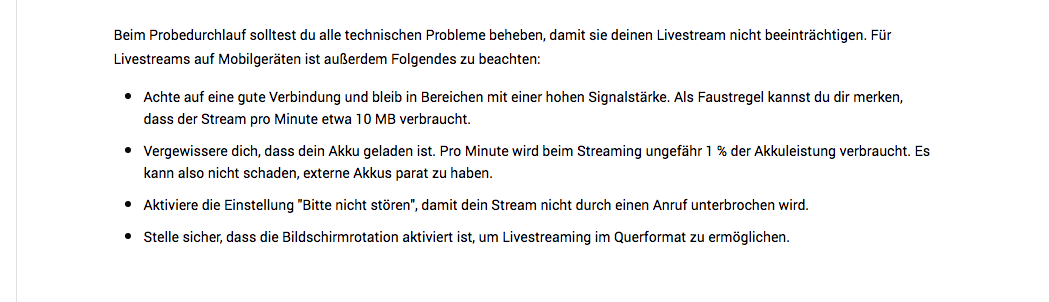 Beim Probedurchlauf solltest du alle technischen Probleme beheben, damit sie deinen Livestream nicht beeinträchtigen. Für
Livestreams auf Mobilgeräten ist außerdem Folgendes zu beachten:
• Achte auf eine gute Verbindung und bleib in Bereichen mit einer hohen Signalstärke. Als Faustregel kannst du dir merken,
dass der Stream pro Minute etwa 10 MB verbraucht.
• Vergewissere dich, dass dein Akku geladen ist. Pro Minute wird beim Streaming ungefähr 1 % der Akkuleistung verbraucht. Es
kann also nicht schaden, externe Akkus parat zu haben.
• Aktiviere die Einstellung "Bitte nicht stören", damit dein Stream nicht durch einen Anruf unterbrochen wird.
• Stelle sicher, dass die Bildschirmrotation aktiviert ist, um Livestreaming im Querformat zu ermöglichen.